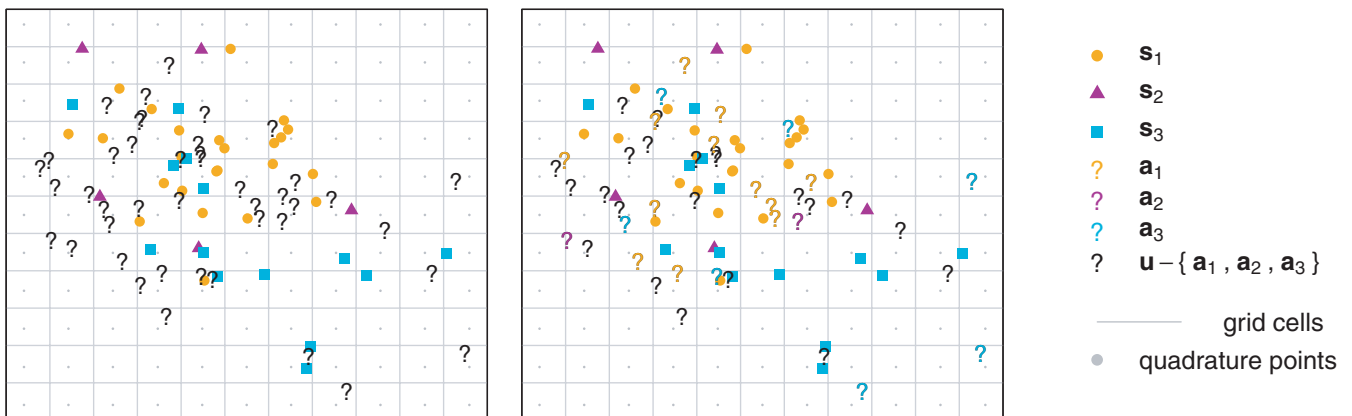 s1
s2
s3
? a1
? a2
? a3
? u − { a1 , a2 , a3 }
grid cells
quadrature points